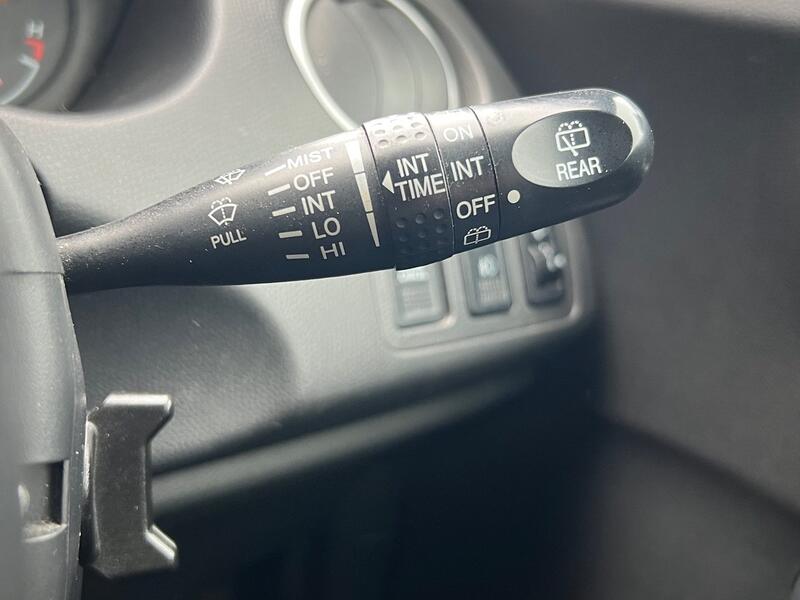 H
MIST
OFF
INT
LO
HI
PULL
INT
TIME
ON
INT
OFF
REAR